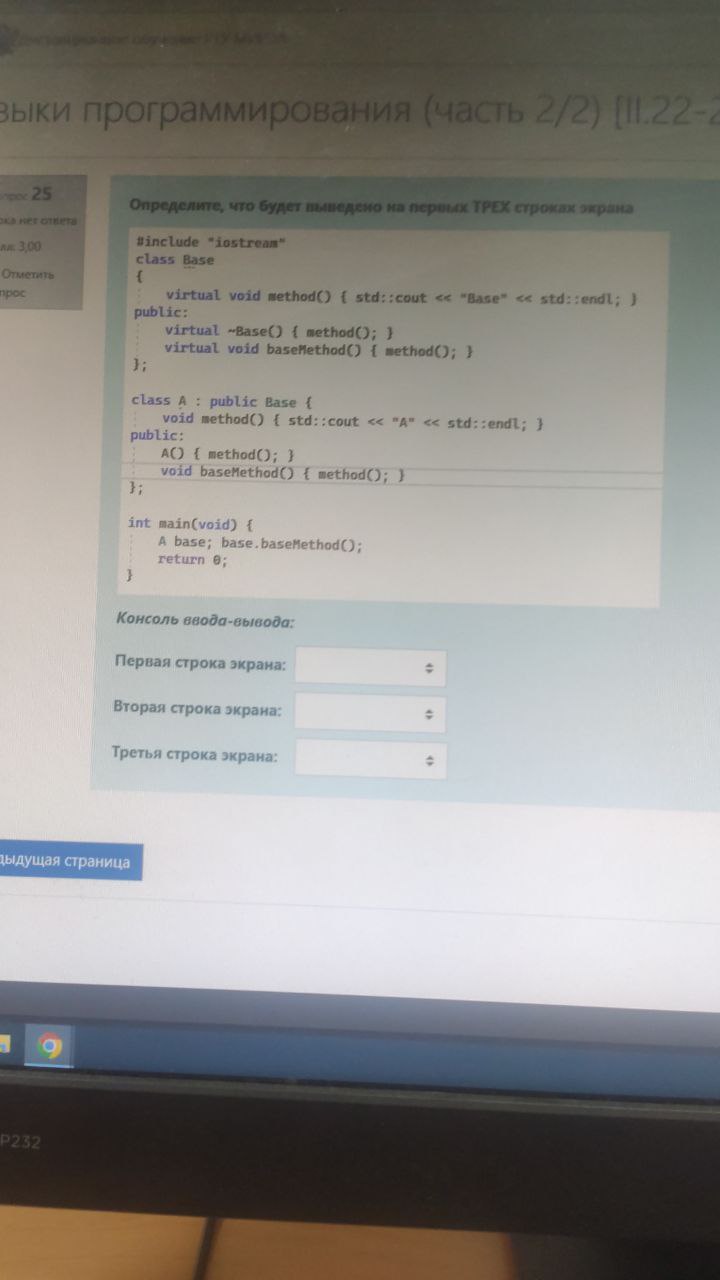 зыки программирования (часть 2/2) [II.22-2
прос 25
ока нет ответа
лл: 3,00
Отметить
прос
Определите, что будет выведено на первых ТРЕХ строках экрана
#include "iostream"
class Base
{
virtual void method() { std::cout << "Base" << std::endl; }
public:
virtual ~Base() { method(); }
virtual void baseMethod() { method(); }
};
class A : public Base {
void method() { std::cout << "A" << std::endl; }
public:
A() { method(); }
void baseMethod() { method(); }
};
int main(void) {
A base; base.baseMethod();
return 0;
}
Консоль ввода-вывода:
Первая строка экрана:
Вторая строка экрана:
Третья строка экрана:
дыдущая страница
P232